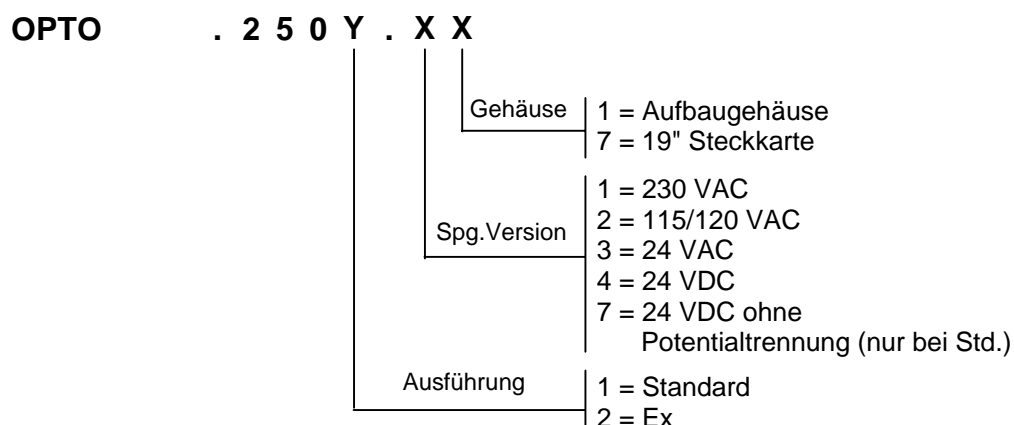 OPTO . 2 5 0 Y . X X
Gehäuse
1 = Aufbaugehäuse
7 = 19" Steckkarte
Spg.Version
1 = 230 VAC
2 = 115/120 VAC
3 = 24 VAC
4 = 24 VDC
7 = 24 VDC ohne
Potentialtrennung (nur bei Std.)
Ausführung
1 = Standard
2 = Ex